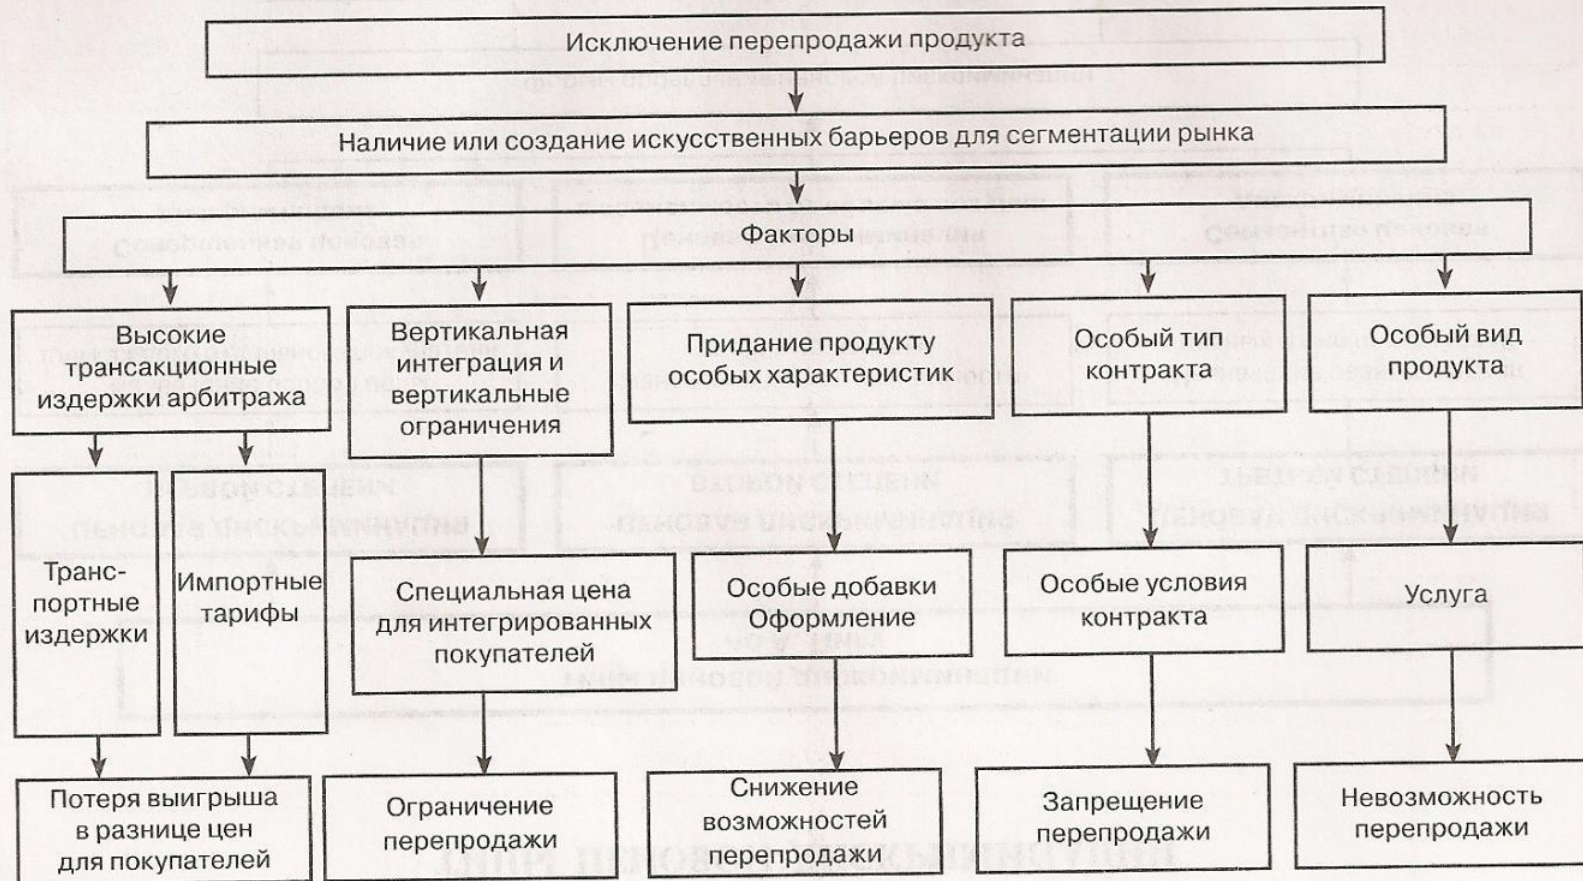 Исключение перепродажи продукта
Наличие или создание искусственных барьеров для сегментации рынка
Факторы
Высокие
трансакционные
издержки арбитража
Вертикальная
интеграция и
вертикальные
ограничения
Придание продукту
особых характеристик
Особый тип
контракта
Особый вид
продукта
Транс-
портные
издержки
Импортные
тарифы
Специальная цена
для интегрированных
покупателей
Особые добавки
Оформление
Особые условия
контракта
Услуга
Потеря выигрыша
в разнице цен
для покупателей
Ограничение
перепродажи
Снижение
возможностей
перепродажи
Запрещение
перепродажи
Невозможность
перепродажи